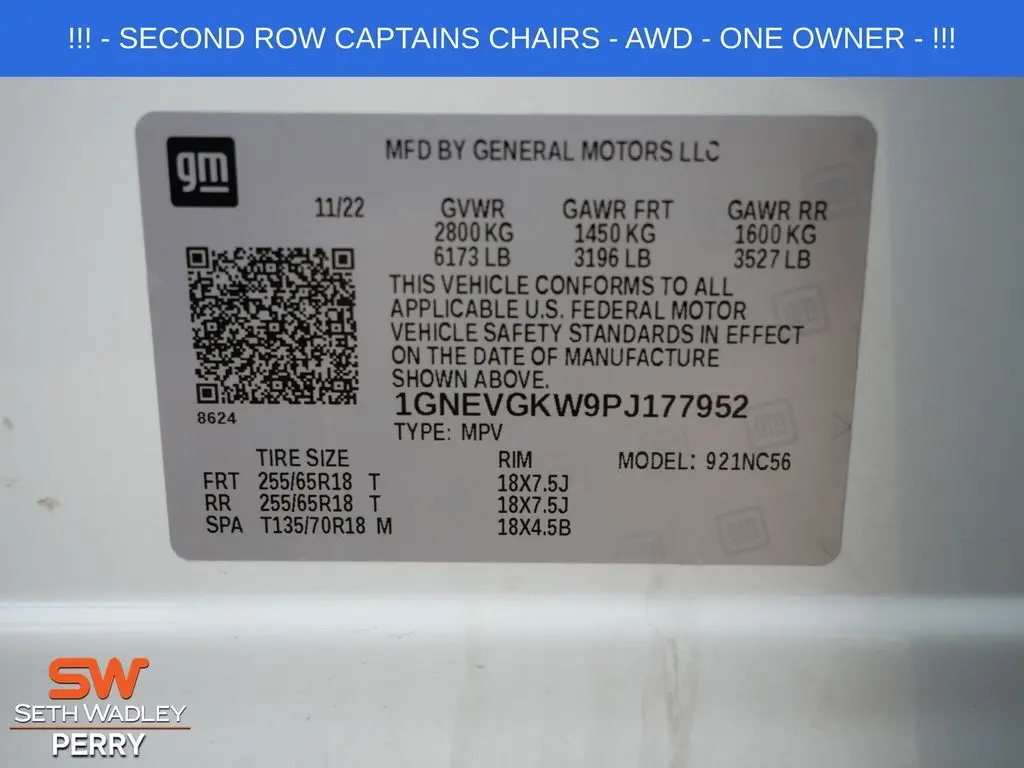 !!! - SECOND ROW CAPTAINS CHAIRS - AWD - ONE OWNER - !!!
gm
MFD BY GENERAL MOTORS LLC
11/22 GVWR GAWR FRT GAWR RR
2800 KG 1450 KG 1600 KG
6173 LB 3196 LB 3527 LB
THIS VEHICLE CONFORMS TO ALL
APPLICABLE U.S. FEDERAL MOTOR
VEHICLE SAFETY STANDARDS IN EFFECT
ON THE DATE OF MANUFACTURE
SHOWN ABOVE.
8624
1GNEVGKW9PJ177952
TYPE: MPV
TIRE SIZE RIM MODEL: 921NC56
FRT 255/65R18 T 18X7.5J
RR 255/65R18 T 18X7.5J
SPA T135/70R18 M 18X4.5B
SW
SETH WADLEY
PERRY